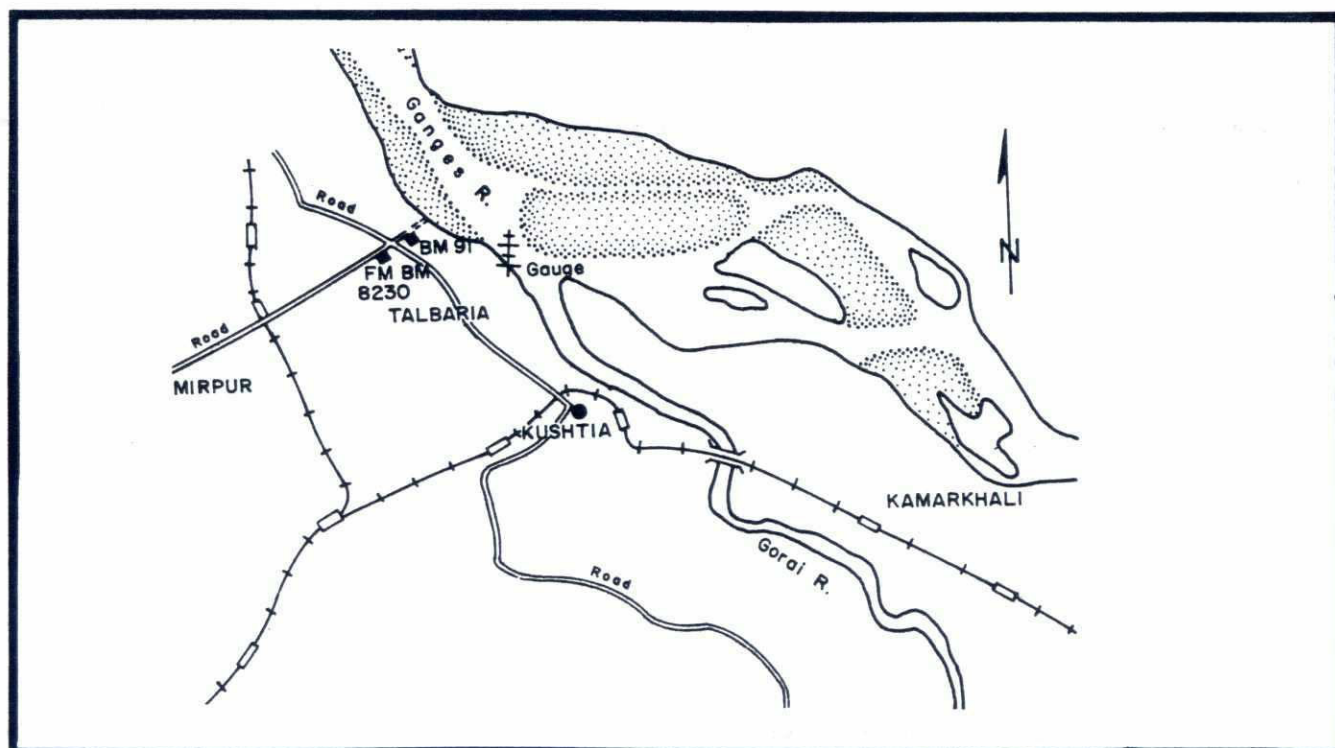 Ganges R.
Road
BM 91
FM BM
8230
Gauge
TALBARIA
Road
MIRPUR
KUSHTIA
KAMARKHALI
Gorai R.
Road
N